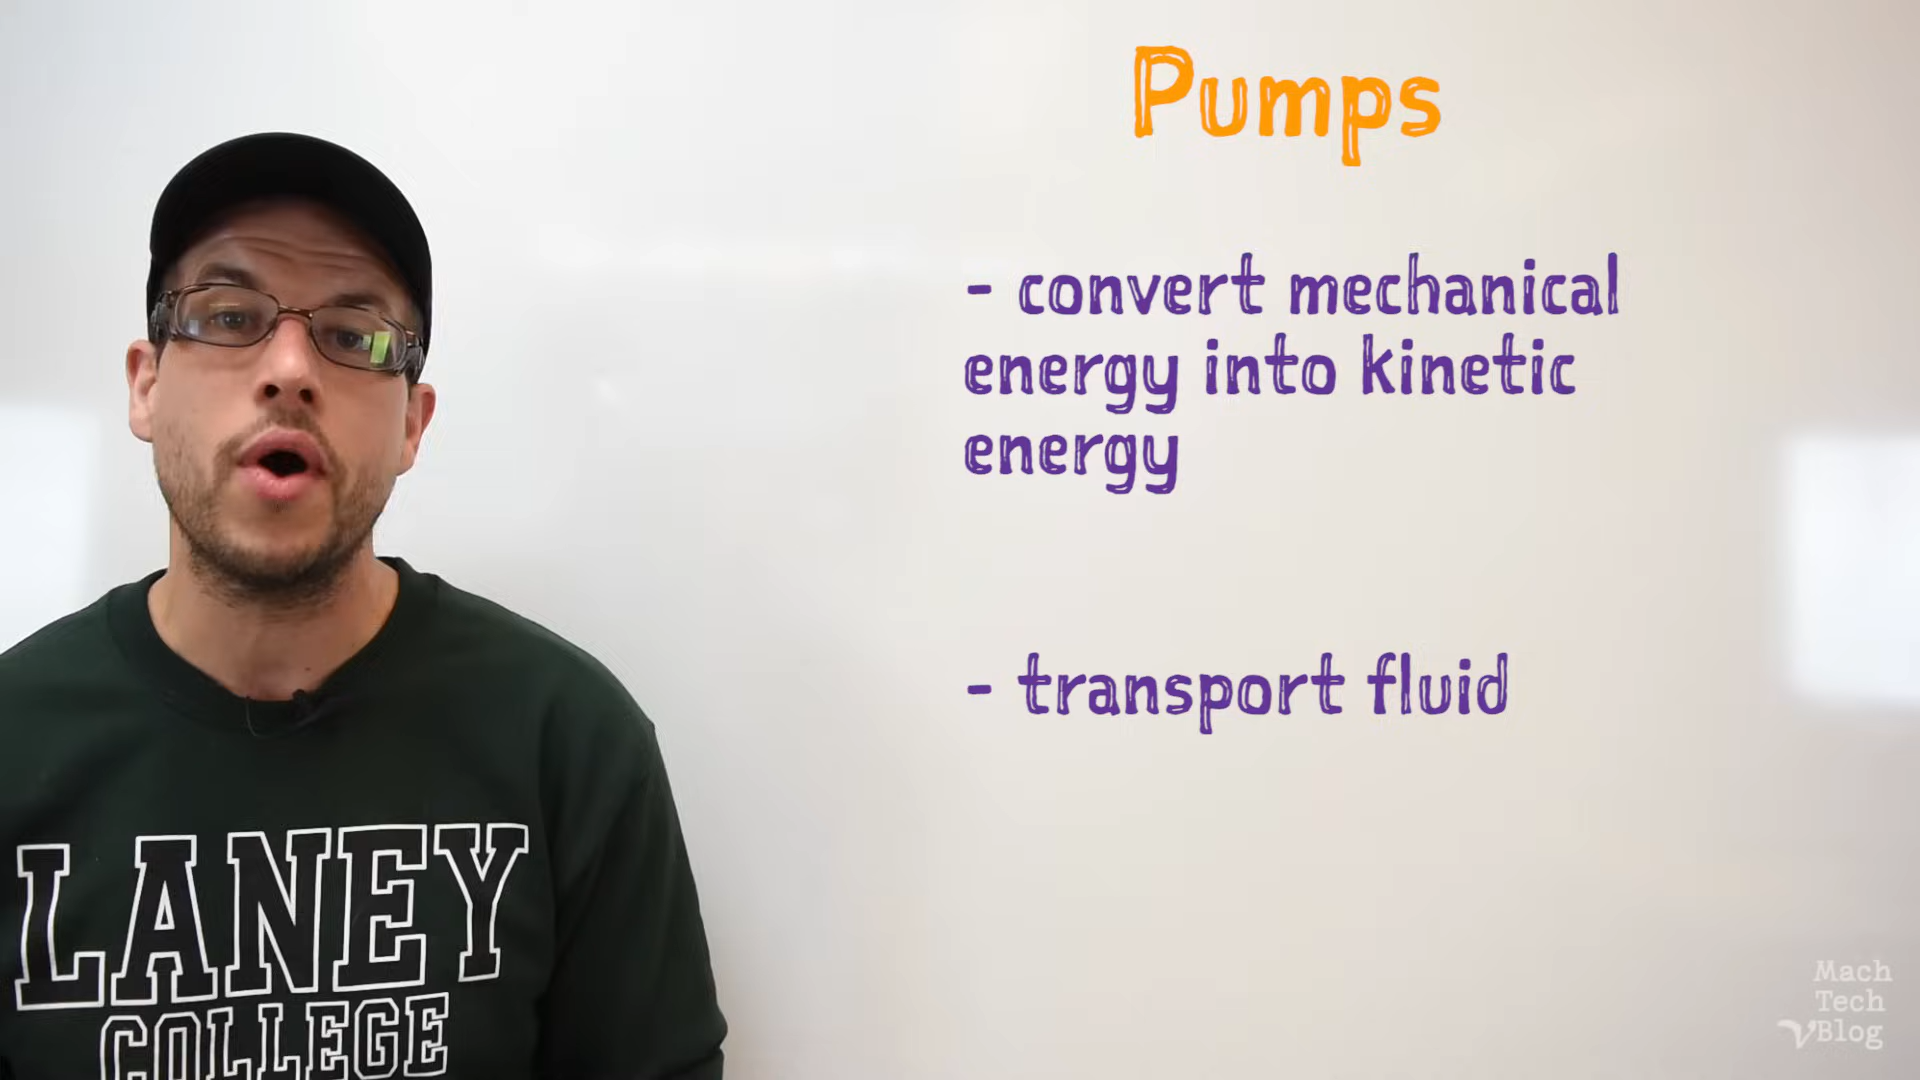 Pumps
- convert mechanical
energy into kinetic
energy
- transport fluid
LANEY
COLLEGE
Mach
Tech
vBlog